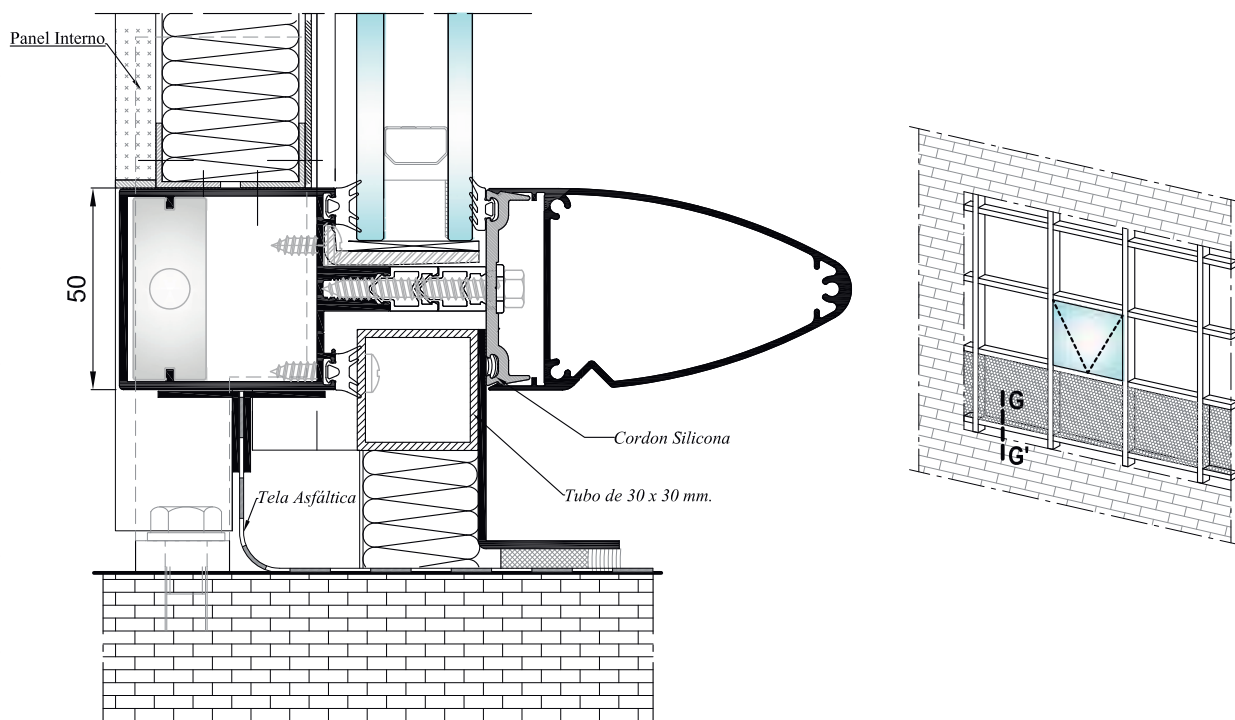 Panel Interno
50
Cordon Silicona
Tubo de 30 x 30 mm.
Tela Asfáltica
G
G'